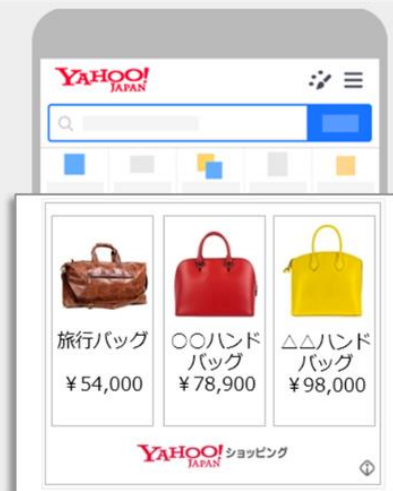 YAHOO!
JAPAN
旅行バッグ
¥54,000
○○ハンド
バッグ
¥78,900
△△ハンド
バッグ
¥98,000
YAHOO! ショッピング
JAPAN